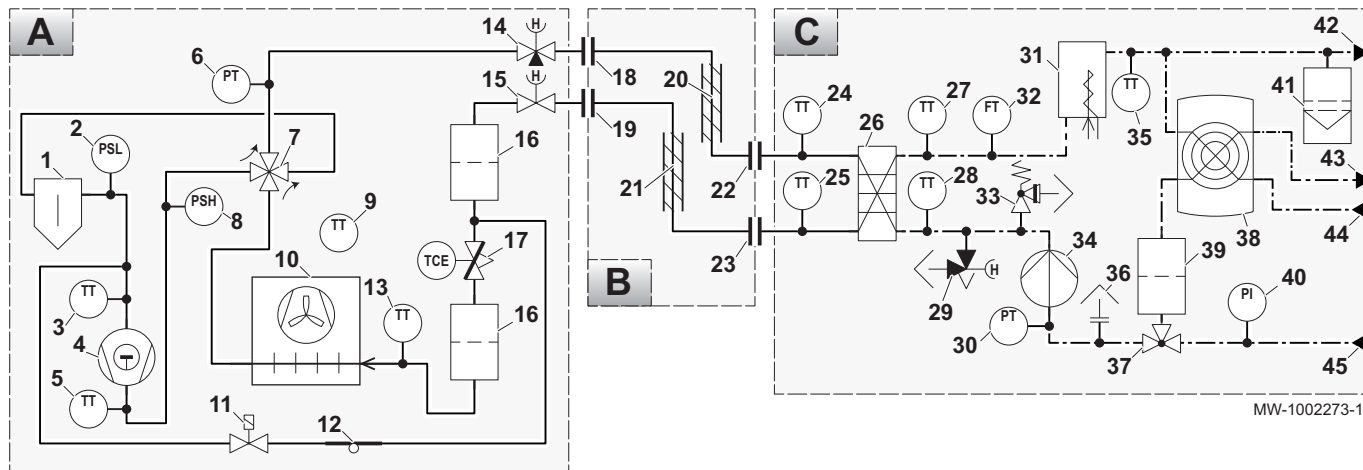 A
B
C
6
PT
14
H
15
H
18
19
20
21
22
23
2
PSL
1
7
PSH
8
9
TT
16
17
TCE
16
10
13
TT
TT
3
4
5
TT
11
12
24
TT
25
TT
26
27
TT
28
TT
32
FT
31
TT
35
33
34
29
H
PT
30
36
37
38
39
PI
40
41
42
43
44
45
MW-1002273-1